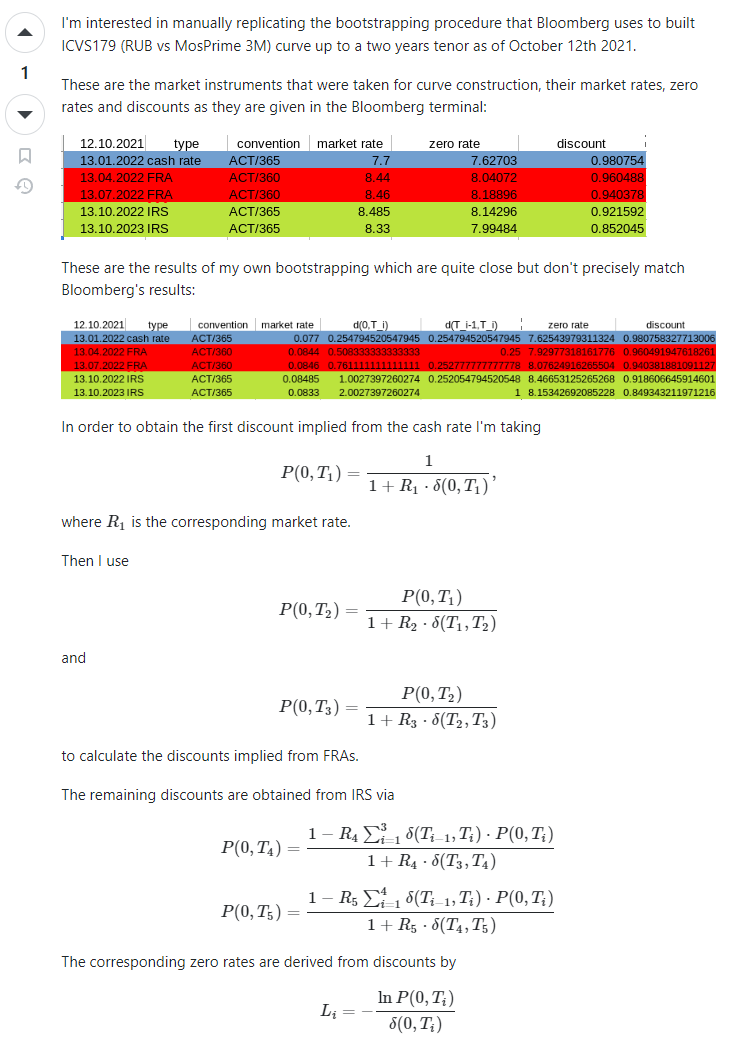 I'm interested in manually replicating the bootstrapping procedure that Bloomberg uses to built
1
ICVS179 (RUB vs MosPrime 3M) curve up to a two years tenor as of October 12th 2021.
These are the market instruments that were taken for curve construction, their market rates, zero
rates and discounts as they are given in the Bloomberg terminal:
12.10.2021 type convention market rate zero rate discount
13.01.2022 cash rate ACT/365 7.7 7.62703 0.980754
13.04.2022 FRA ACT/360 8.44 8.04072 0.960488
13.07.2022 FRA ACT/360 8.46 8.18896 0.940378
13.10.2022 IRS ACT/365 8.485 8.14296 0.921592
13.10.2023 IRS ACT/365 8.33 7.99484 0.852045
These are the results of my own bootstrapping which are quite close but don't precisely match
Bloomberg's results:
12.10.2021 type convention market rate d(0,T_i) d(T_i-1,T_i) zero rate discount
13.01.2022 cash rate ACT/365 0.077 0.254794520547945 0.254794520547945 7.62543979311324 0.980758327713006
13.04.2022 FRA ACT/360 0.0844 0.508333333333333 0.25 7.92977318161776 0.960491947618261
13.07.2022 FRA ACT/360 0.0846 0.761111111111111 0.252777777777778 8.07624916265504 0.940381881091127
13.10.2022 IRS ACT/365 0.08485 1.0027397260274 0.252054794520548 8.46653125265268 0.918606645914601
13.10.2023 IRS ACT/365 0.0833 2.0027397260274 1 8.15342692085228 0.849343211971216
In order to obtain the first discount implied from the cash rate I'm taking
P(0, T₁) = 1 / (1 + R₁ · δ(0, T₁)),
where R₁ is the corresponding market rate.
Then I use
P(0, T₂) = P(0, T₁) / (1 + R₂ · δ(T₁, T₂))
and
P(0, T₃) = P(0, T₂) / (1 + R₃ · δ(T₂, T₃))
to calculate the discounts implied from FRAs.
The remaining discounts are obtained from IRS via
P(0, T₄) = (1 − R₄ ∑³ᵢ₌₁ δ(Tᵢ₋₁, Tᵢ) · P(0, Tᵢ)) / (1 + R₄ · δ(T₃, T₄))
P(0, T₅) = (1 − R₅ ∑⁴ᵢ₌₁ δ(Tᵢ₋₁, Tᵢ) · P(0, Tᵢ)) / (1 + R₅ · δ(T₄, T₅))
The corresponding zero rates are derived from discounts by
Lᵢ = − ln P(0, Tᵢ) / δ(0, Tᵢ)